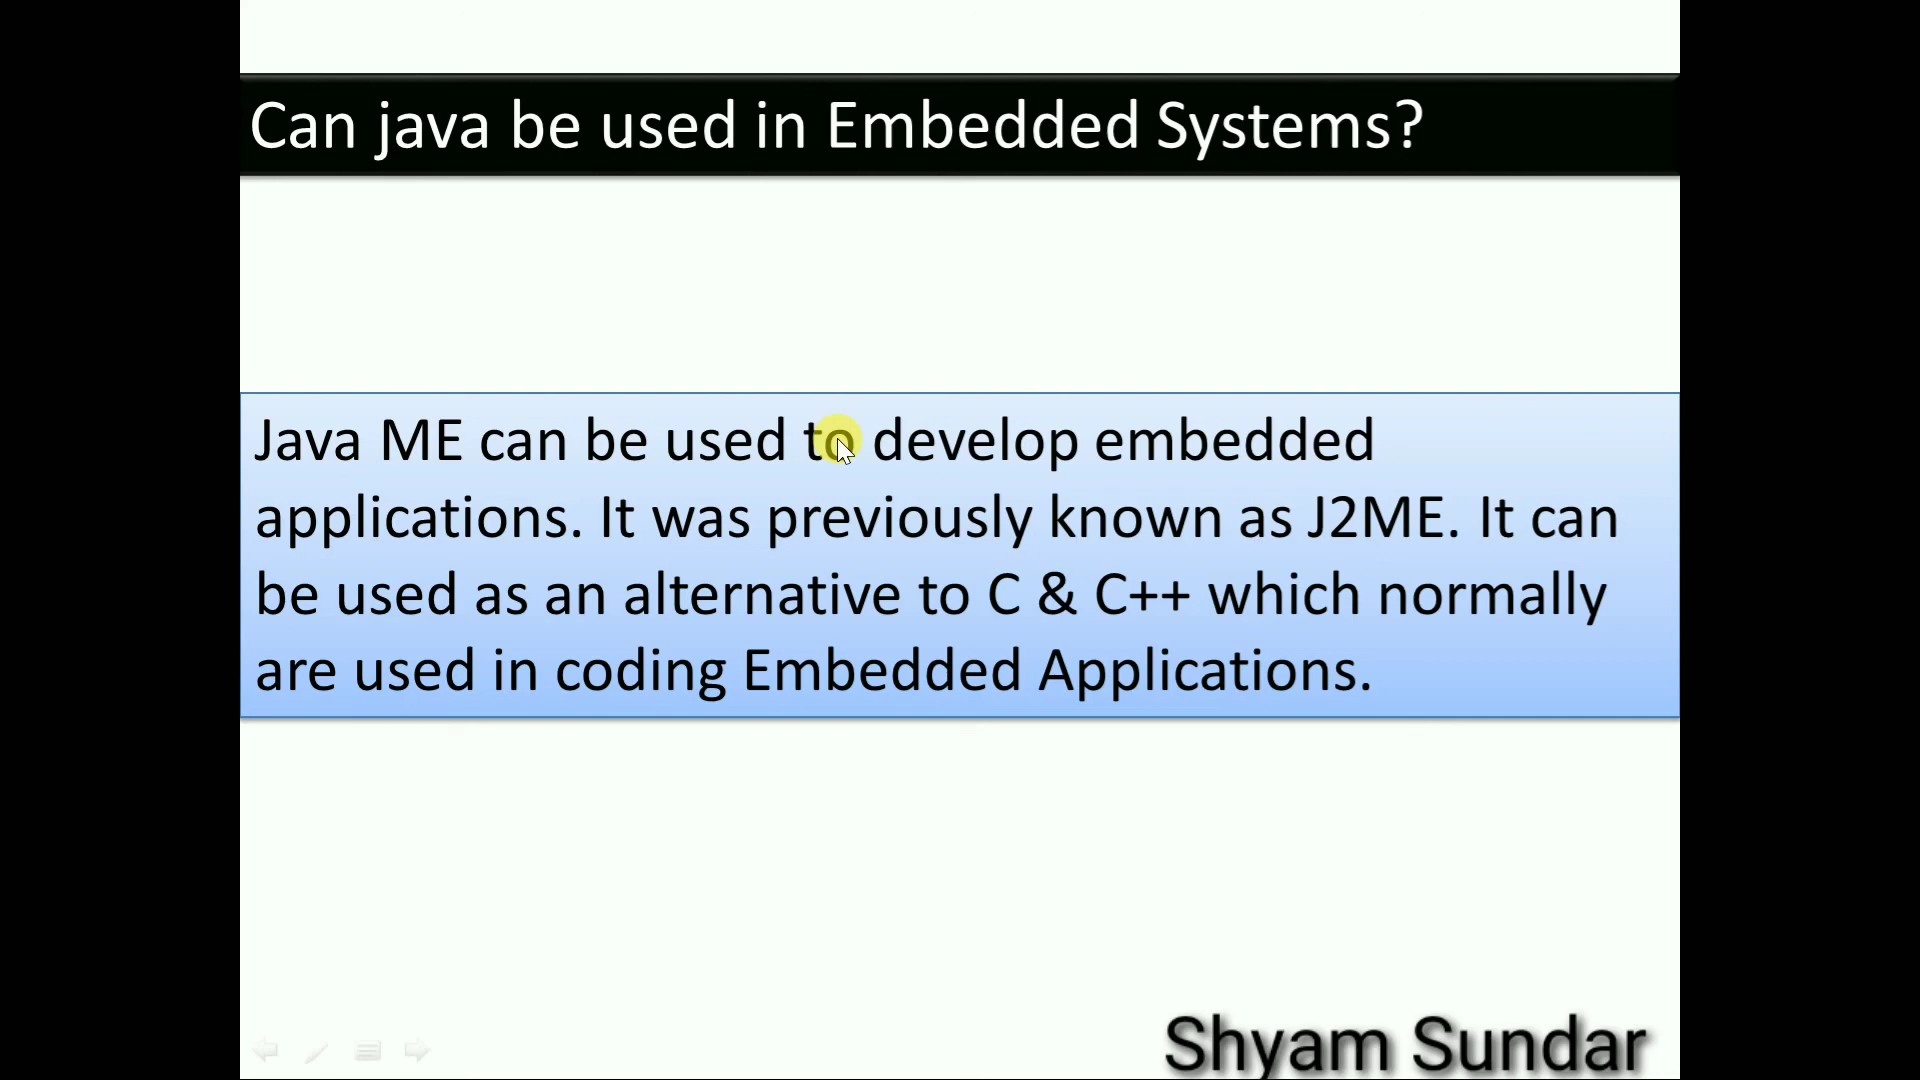 Can java be used in Embedded Systems?
Java ME can be used to develop embedded
applications. It was previously known as J2ME. It can
be used as an alternative to C & C++ which normally
are used in coding Embedded Applications.
Shyam Sundar